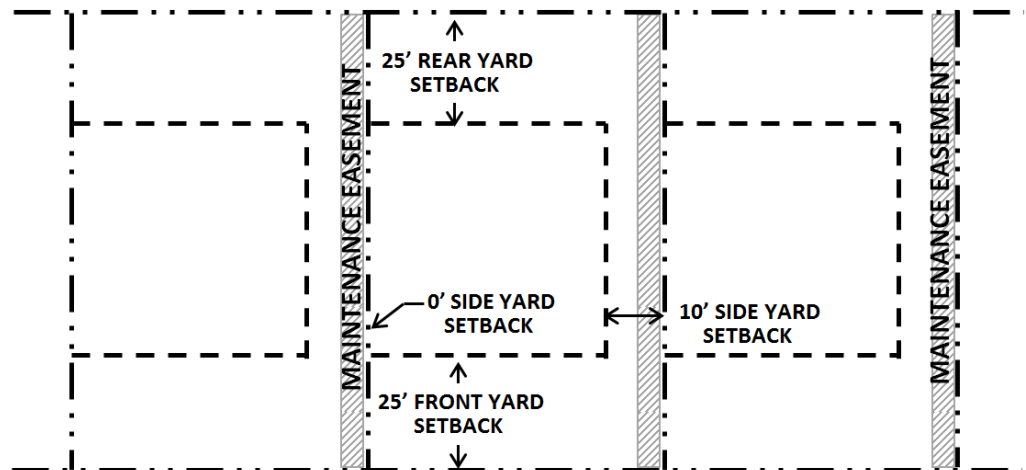 MAINTENANCE EASEMENT
25’ REAR YARD
SETBACK
0’ SIDE YARD
SETBACK
25’ FRONT YARD
SETBACK
10’ SIDE YARD
SETBACK
MAINTENANCE EASEMENT